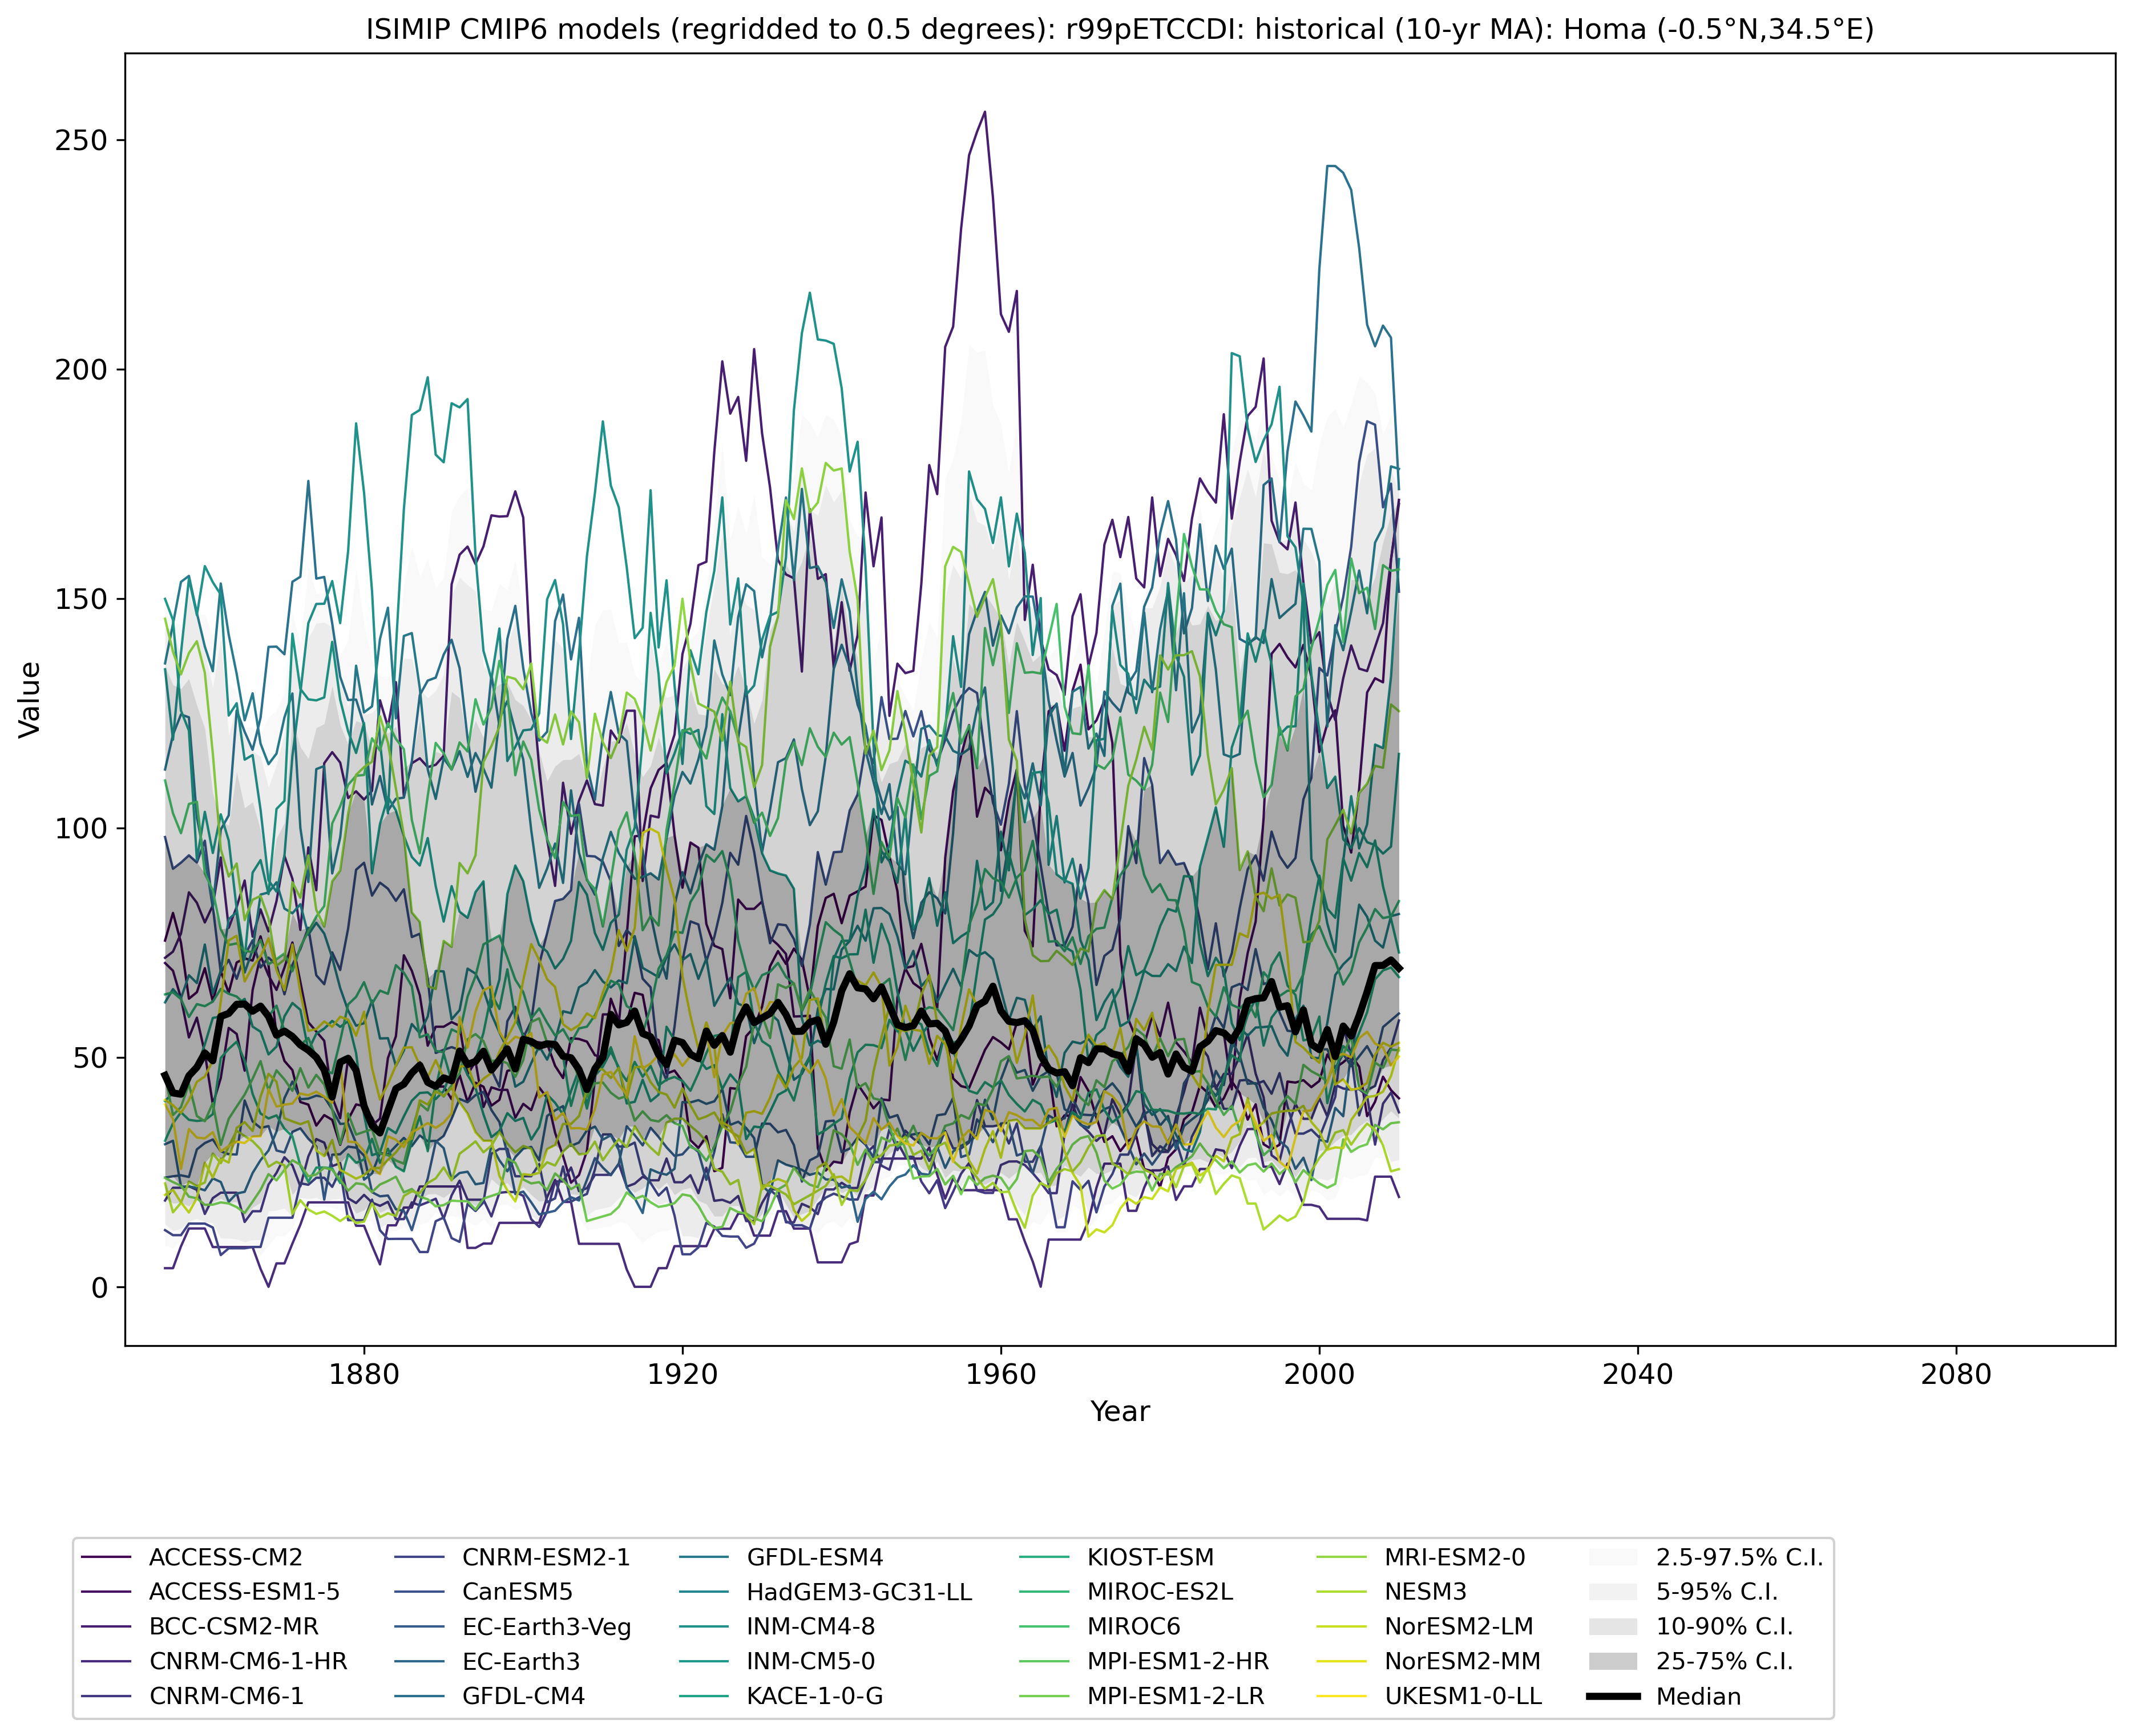 ISIMIP CMIP6 models (regridded to 0.5 degrees): r99pETCCDI: historical (10-yr MA): Homa (-0.5°N,34.5°E)
250
200
150
100
50
0
Value
1880 1920 1960 2000 2040 2080
Year
ACCESS-CM2 CNRM-ESM2-1 GFDL-ESM4 KIOST-ESM MRI-ESM2-0 2.5-97.5% C.I.
ACCESS-ESM1-5 CanESM5 HadGEM3-GC31-LL MIROC-ES2L NESM3 5-95% C.I.
BCC-CSM2-MR EC-Earth3-Veg INM-CM4-8 MIROC6 NorESM2-LM 10-90% C.I.
CNRM-CM6-1-HR EC-Earth3 INM-CM5-0 MPI-ESM1-2-HR NorESM2-MM 25-75% C.I.
CNRM-CM6-1 GFDL-CM4 KACE-1-0-G MPI-ESM1-2-LR UKESM1-0-LL Median